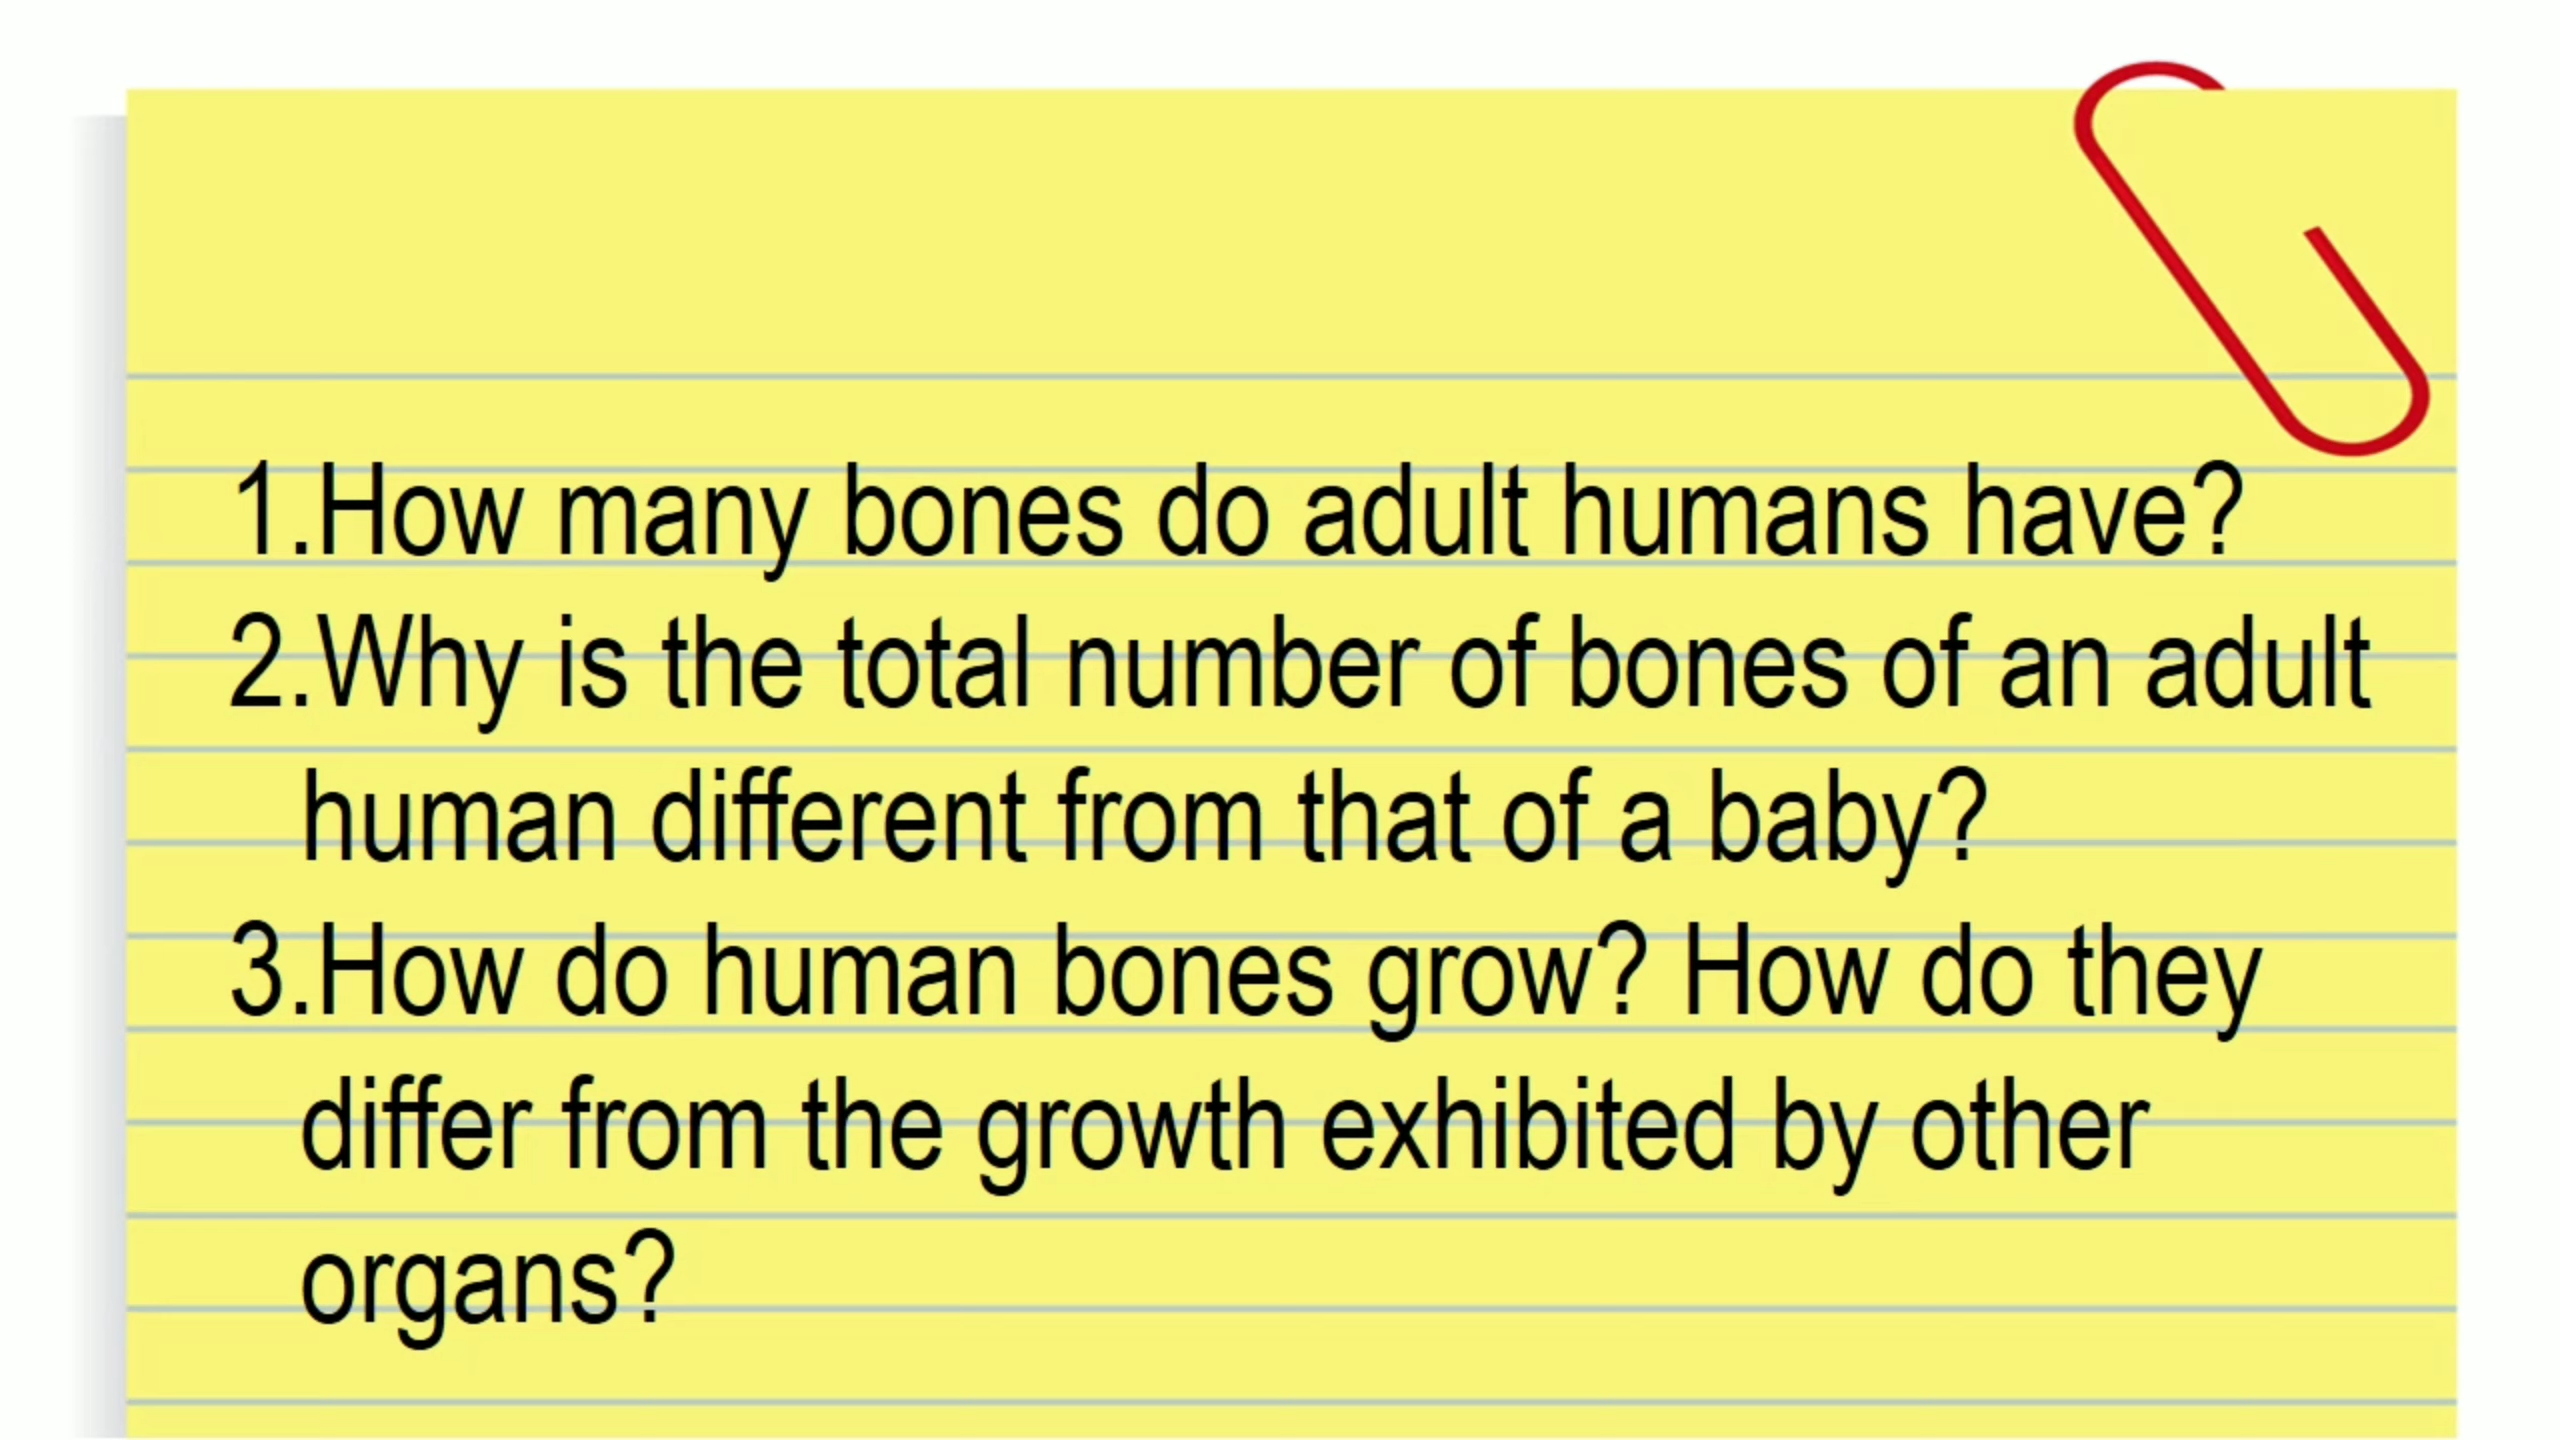 1.How many bones do adult humans have?
2.Why is the total number of bones of an adult
human different from that of a baby?
3.How do human bones grow? How do they
differ from the growth exhibited by other
organs?